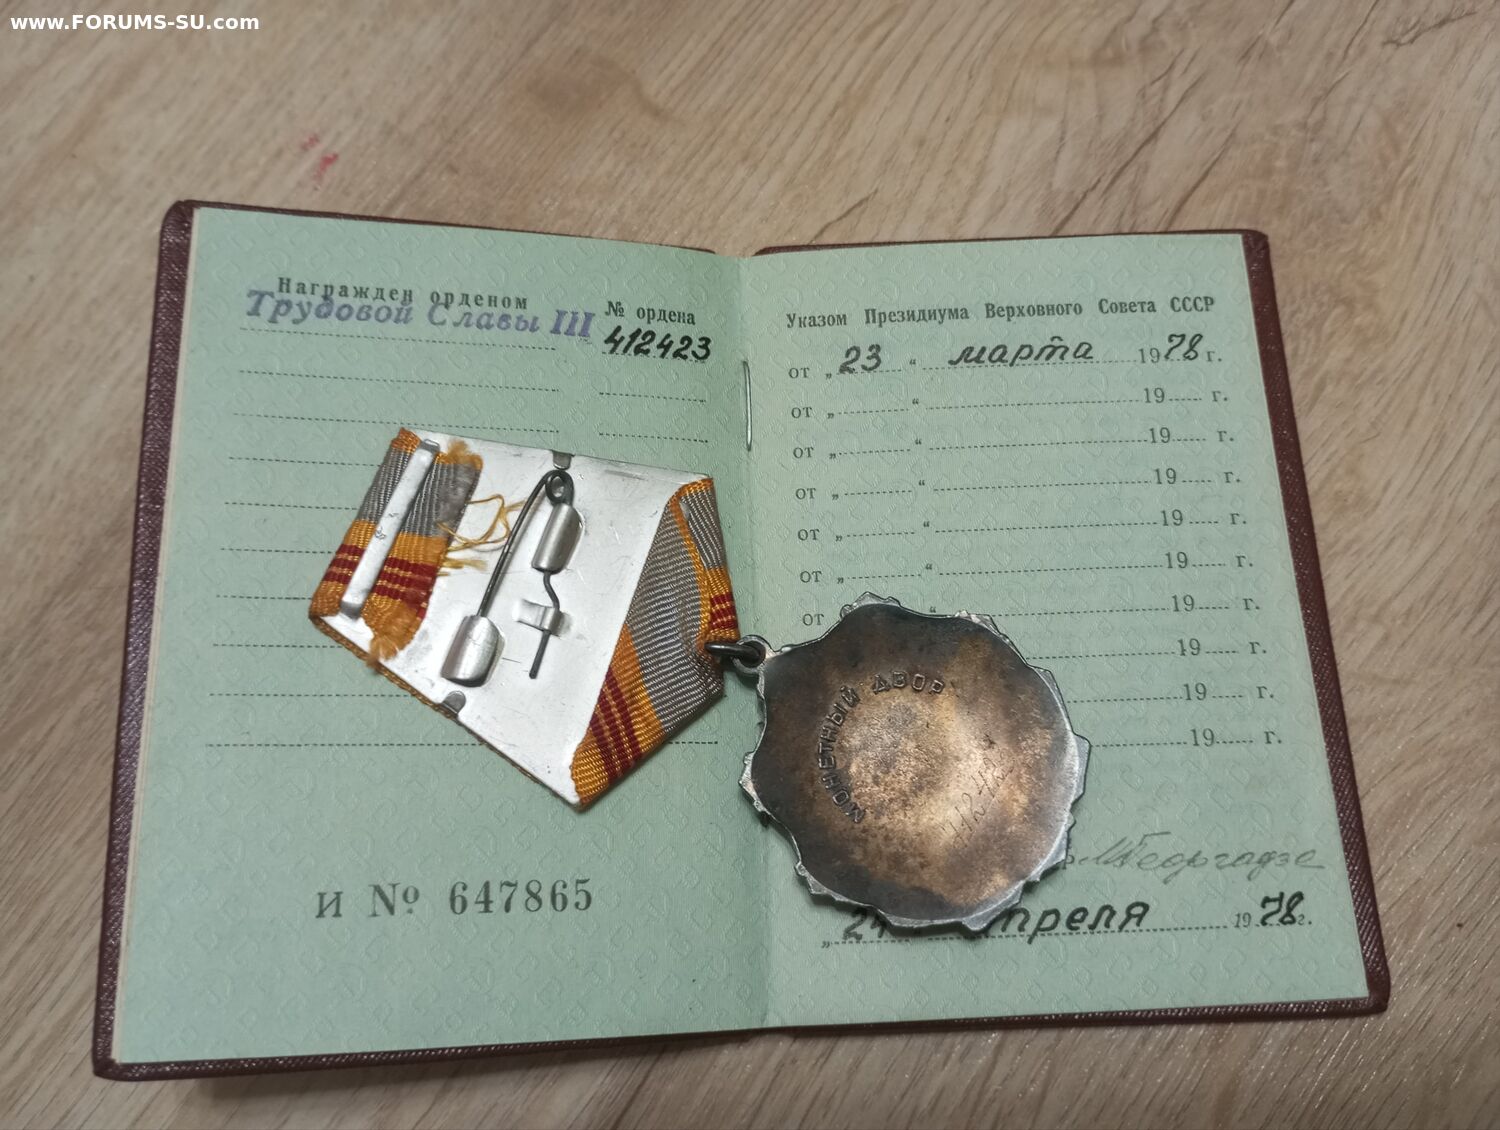 www.FORUMS-SU.com
Награжден орденом
Трудовой Славы III
№ ордена
412423
И № 647865
Указом Президиума Верховного Совета СССР
от „ 23 “ марта 1978 г.
от „ “ 19 г.
от „ “ 19 г.
от „ “ 19 г.
от „ “ 19 г.
от „ “ 19 г.
от “ 19 г.
19 г.
19 г.
19 г.
МОНЕТНЫЙ ДВОР
М Георгадзе
„ 24 апреля 1978 г.